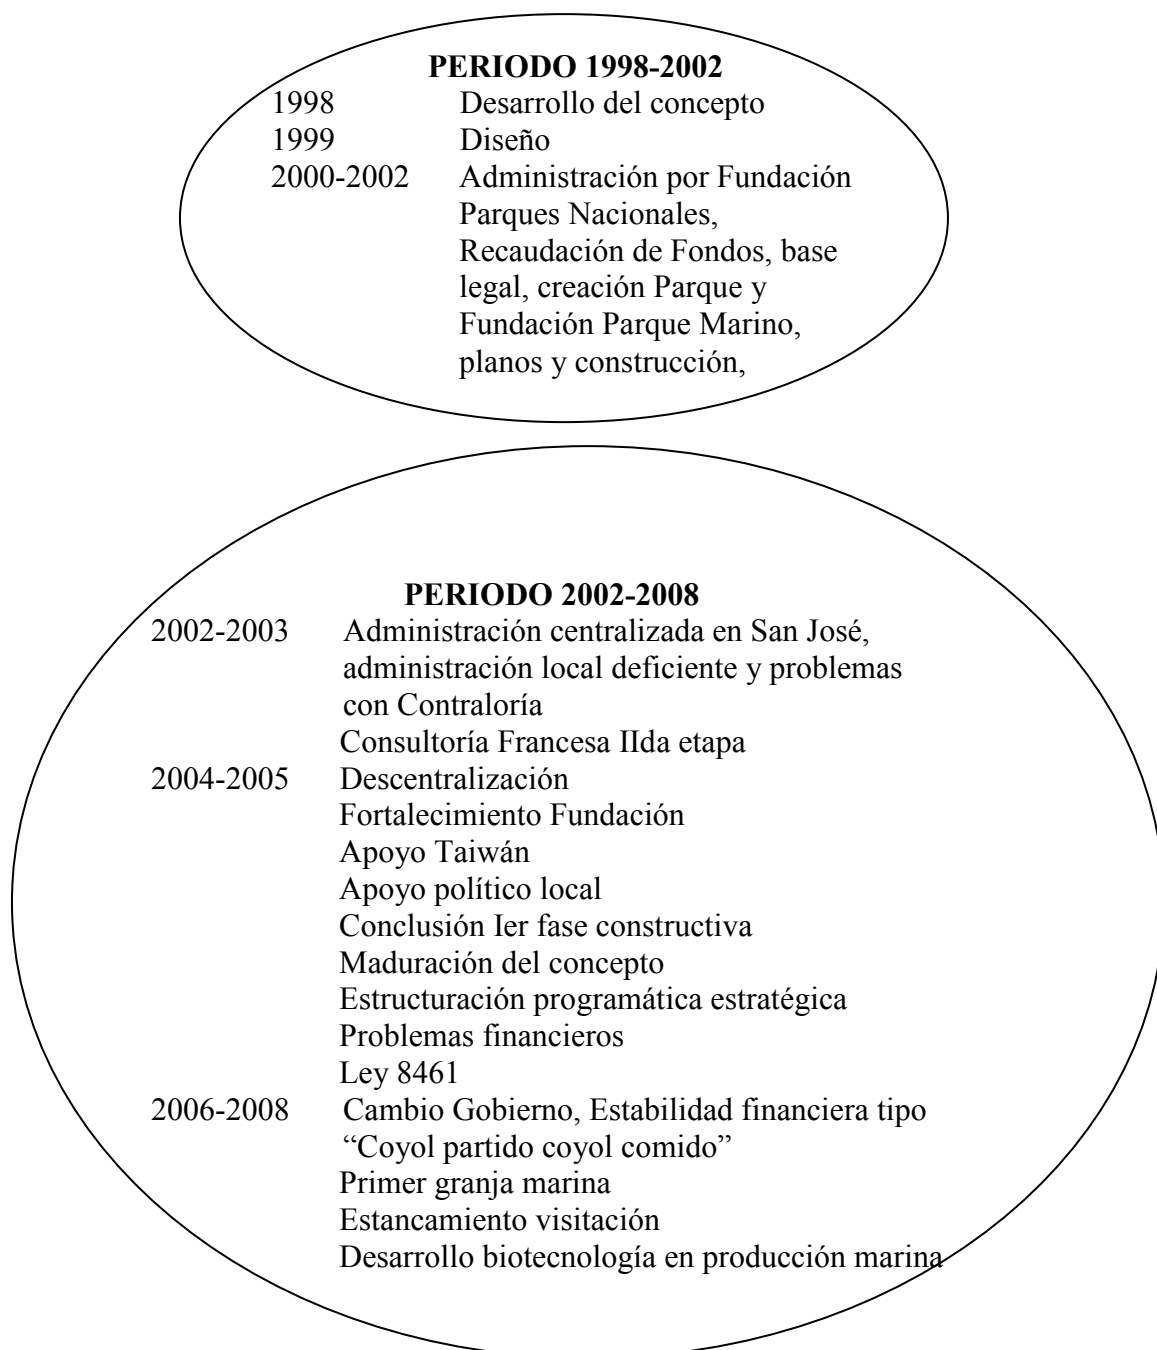 PERIODO 1998-2002
1998 Desarrollo del concepto
1999 Diseño
2000-2002 Administración por Fundación
Parques Nacionales,
Recaudación de Fondos, base
legal, creación Parque y
Fundación Parque Marino,
planos y construcción,
PERIODO 2002-2008
2002-2003 Administración centralizada en San José,
administración local deficiente y problemas
con Contraloría
Consultoría Francesa IIda etapa
2004-2005 Descentralización
Fortalecimiento Fundación
Apoyo Taiwán
Apoyo político local
Conclusión Ier fase constructiva
Maduración del concepto
Estructuración programática estratégica
Problemas financieros
Ley 8461
2006-2008 Cambio Gobierno, Estabilidad financiera tipo
“Coyol partido coyol comido”
Primer granja marina
Estancamiento visitación
Desarrollo biotecnología en producción marina